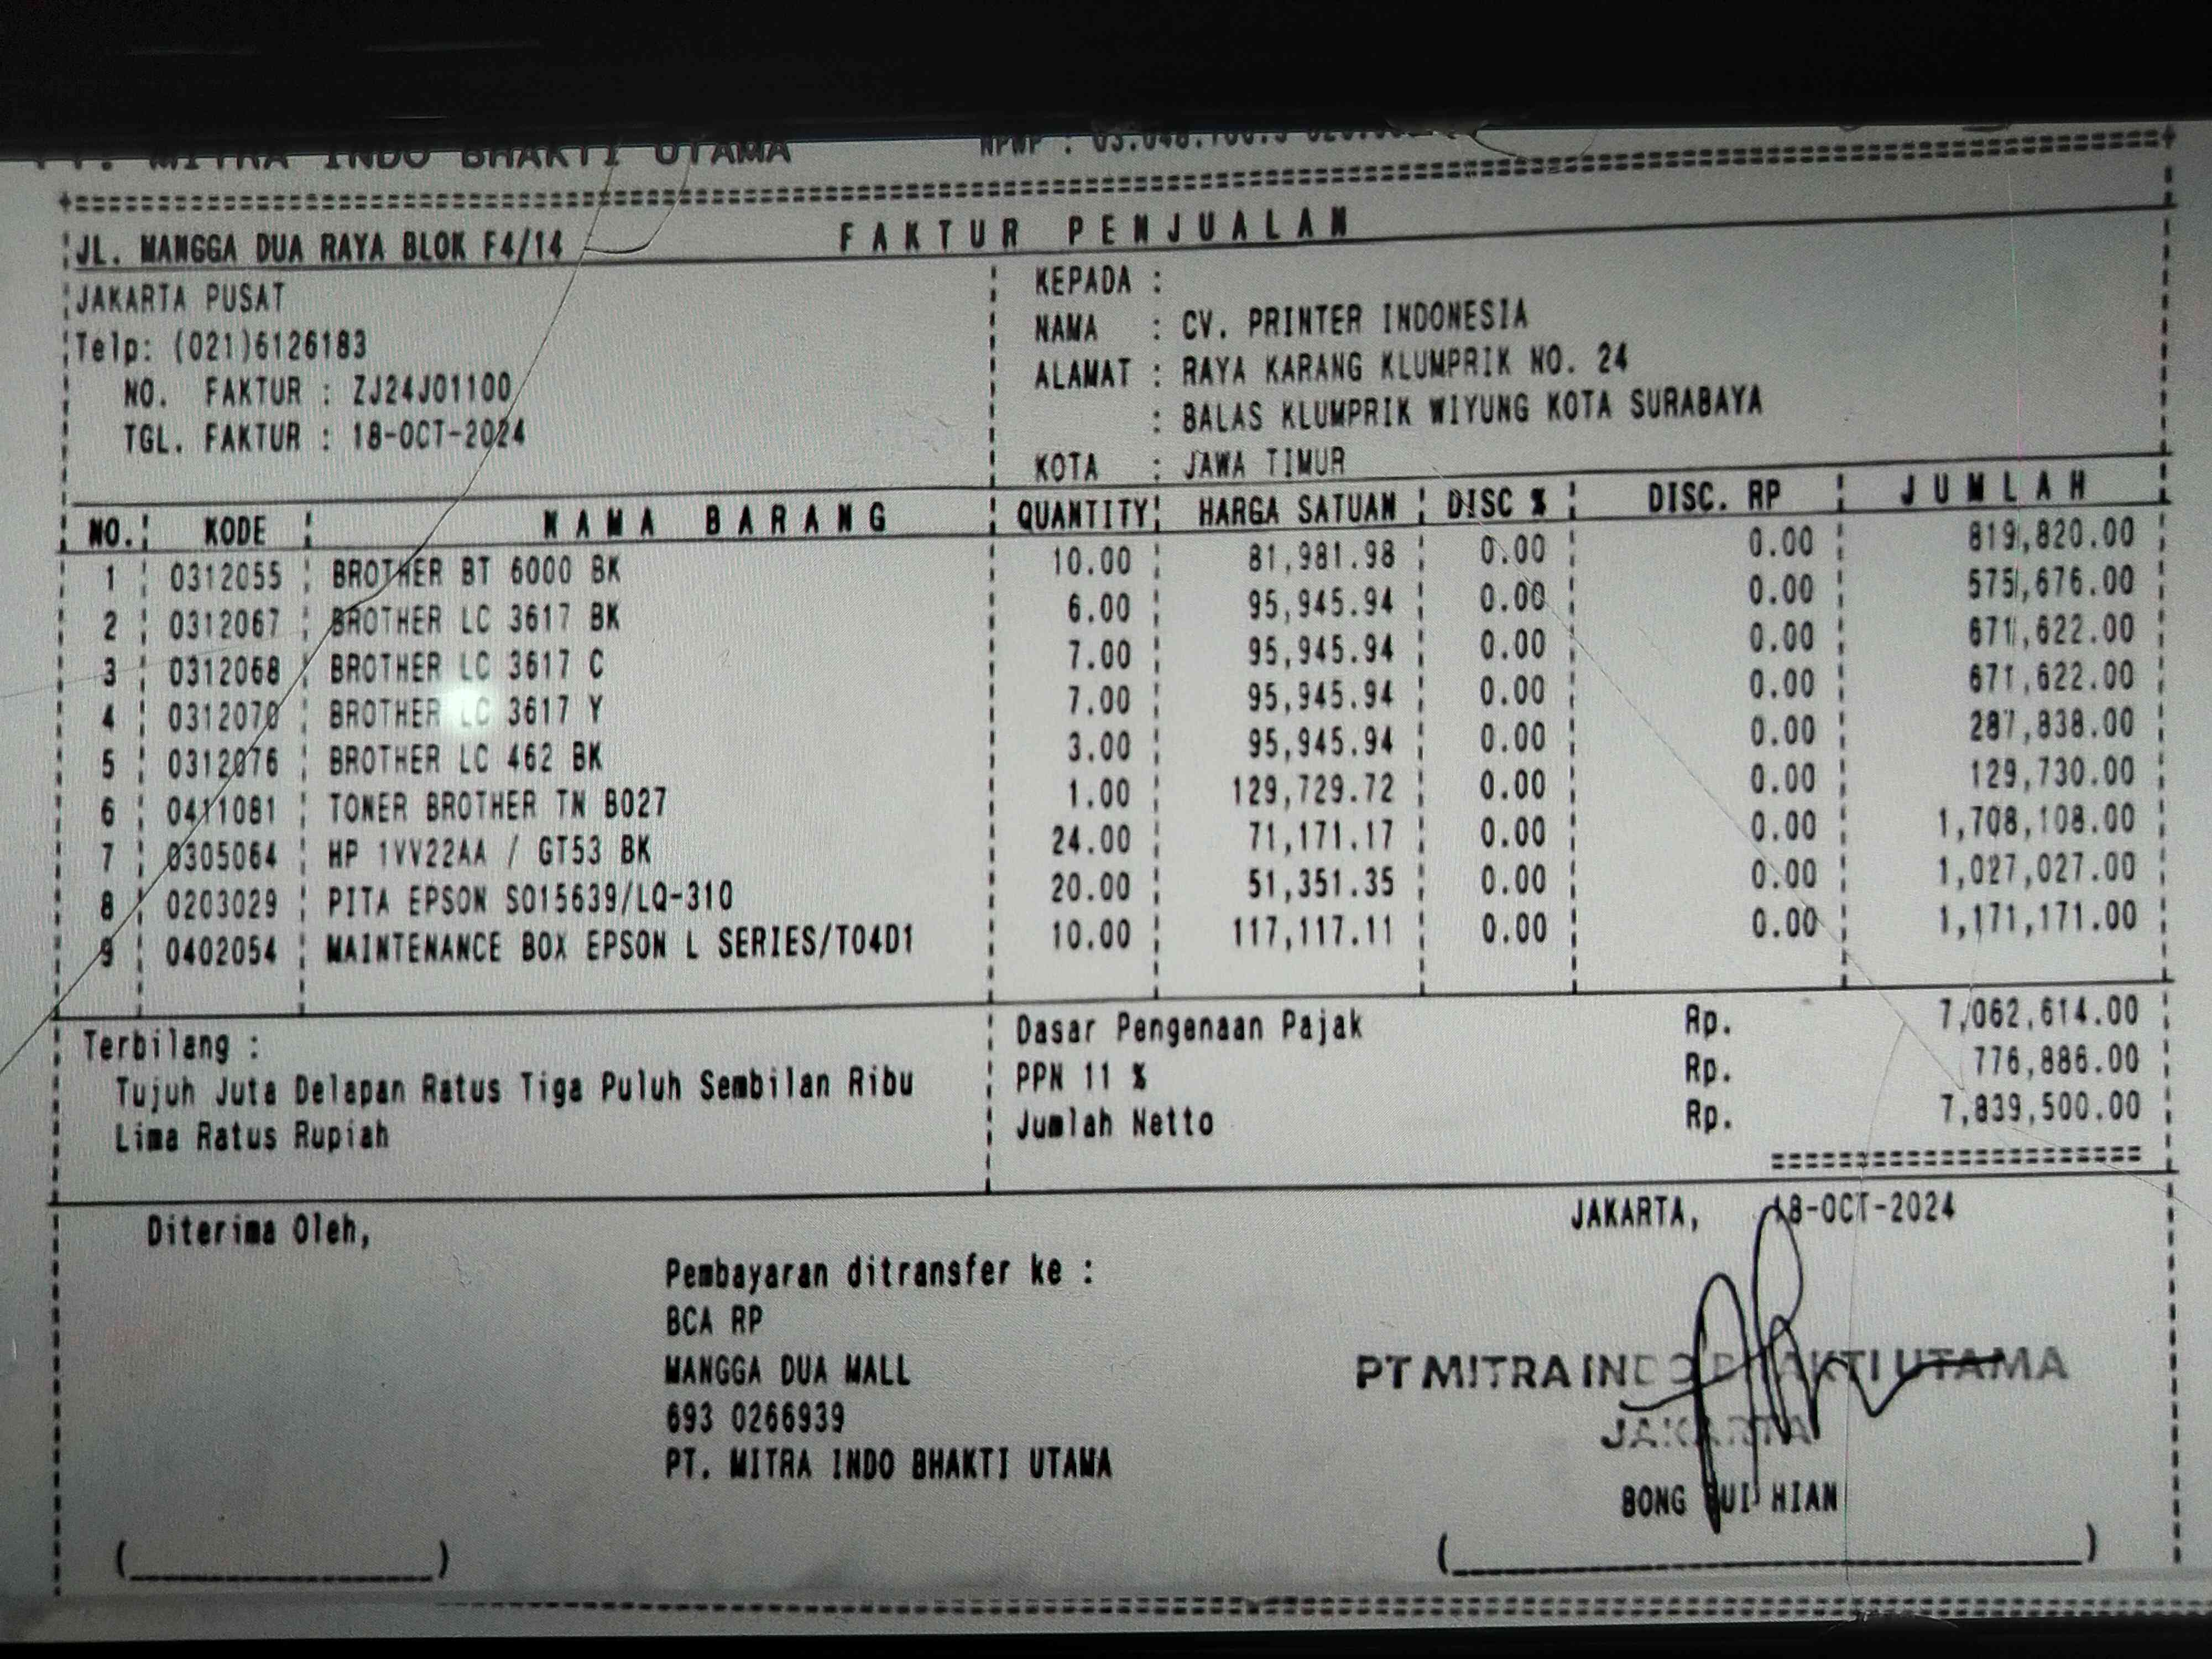 PT. MITRA INDO BHAKTI UTAMA NPWP :
JL. MANGGA DUA RAYA BLOK F4/14 FAKTUR PENJUALAN
JAKARTA PUSAT KEPADA :
Telp: (021)6126183 NAMA : CV. PRINTER INDONESIA
NO. FAKTUR : ZJ24J01100 ALAMAT : RAYA KARANG KLUMPRIK NO. 24
TGL. FAKTUR : 18-OCT-2024 : BALAS KLUMPRIK WIYUNG KOTA SURABAYA
KOTA : JAWA TIMUR
NO. KODE NAMA BARANG QUANTITY HARGA SATUAN DISC % DISC. RP JUMLAH
1 0312055 BROTHER BT 6000 BK 10.00 81,981.98 0.00 0.00 819,820.00
2 0312067 BROTHER LC 3617 BK 6.00 95,945.94 0.00 0.00 575,676.00
3 0312068 BROTHER LC 3617 C 7.00 95,945.94 0.00 0.00 671,622.00
4 0312070 BROTHER LC 3617 Y 7.00 95,945.94 0.00 0.00 671,622.00
5 0312076 BROTHER LC 462 BK 3.00 95,945.94 0.00 0.00 287,838.00
6 0411081 TONER BROTHER TN B027 1.00 129,729.72 0.00 0.00 129,730.00
7 0305064 HP 1VV22AA / GT53 BK 24.00 71,171.17 0.00 0.00 1,708,108.00
8 0203029 PITA EPSON S015639/LQ-310 20.00 51,351.35 0.00 0.00 1,027,027.00
9 0402054 MAINTENANCE BOX EPSON L SERIES/T04D1 10.00 117,117.11 0.00 0.00 1,171,171.00
Terbilang : Dasar Pengenaan Pajak Rp. 7,062,614.00
Tujuh Juta Delapan Ratus Tiga Puluh Sembilan Ribu PPN 11 % Rp. 776,886.00
Lima Ratus Rupiah Jumlah Netto Rp. 7,839,500.00
Diterima Oleh, JAKARTA, 18-OCT-2024
Pembayaran ditransfer ke :
BCA RP
MANGGA DUA MALL
693 0266939
PT. MITRA INDO BHAKTI UTAMA
PT MITRA INDO BHAKTI UTAMA
JAKARTA
BONG HIAN